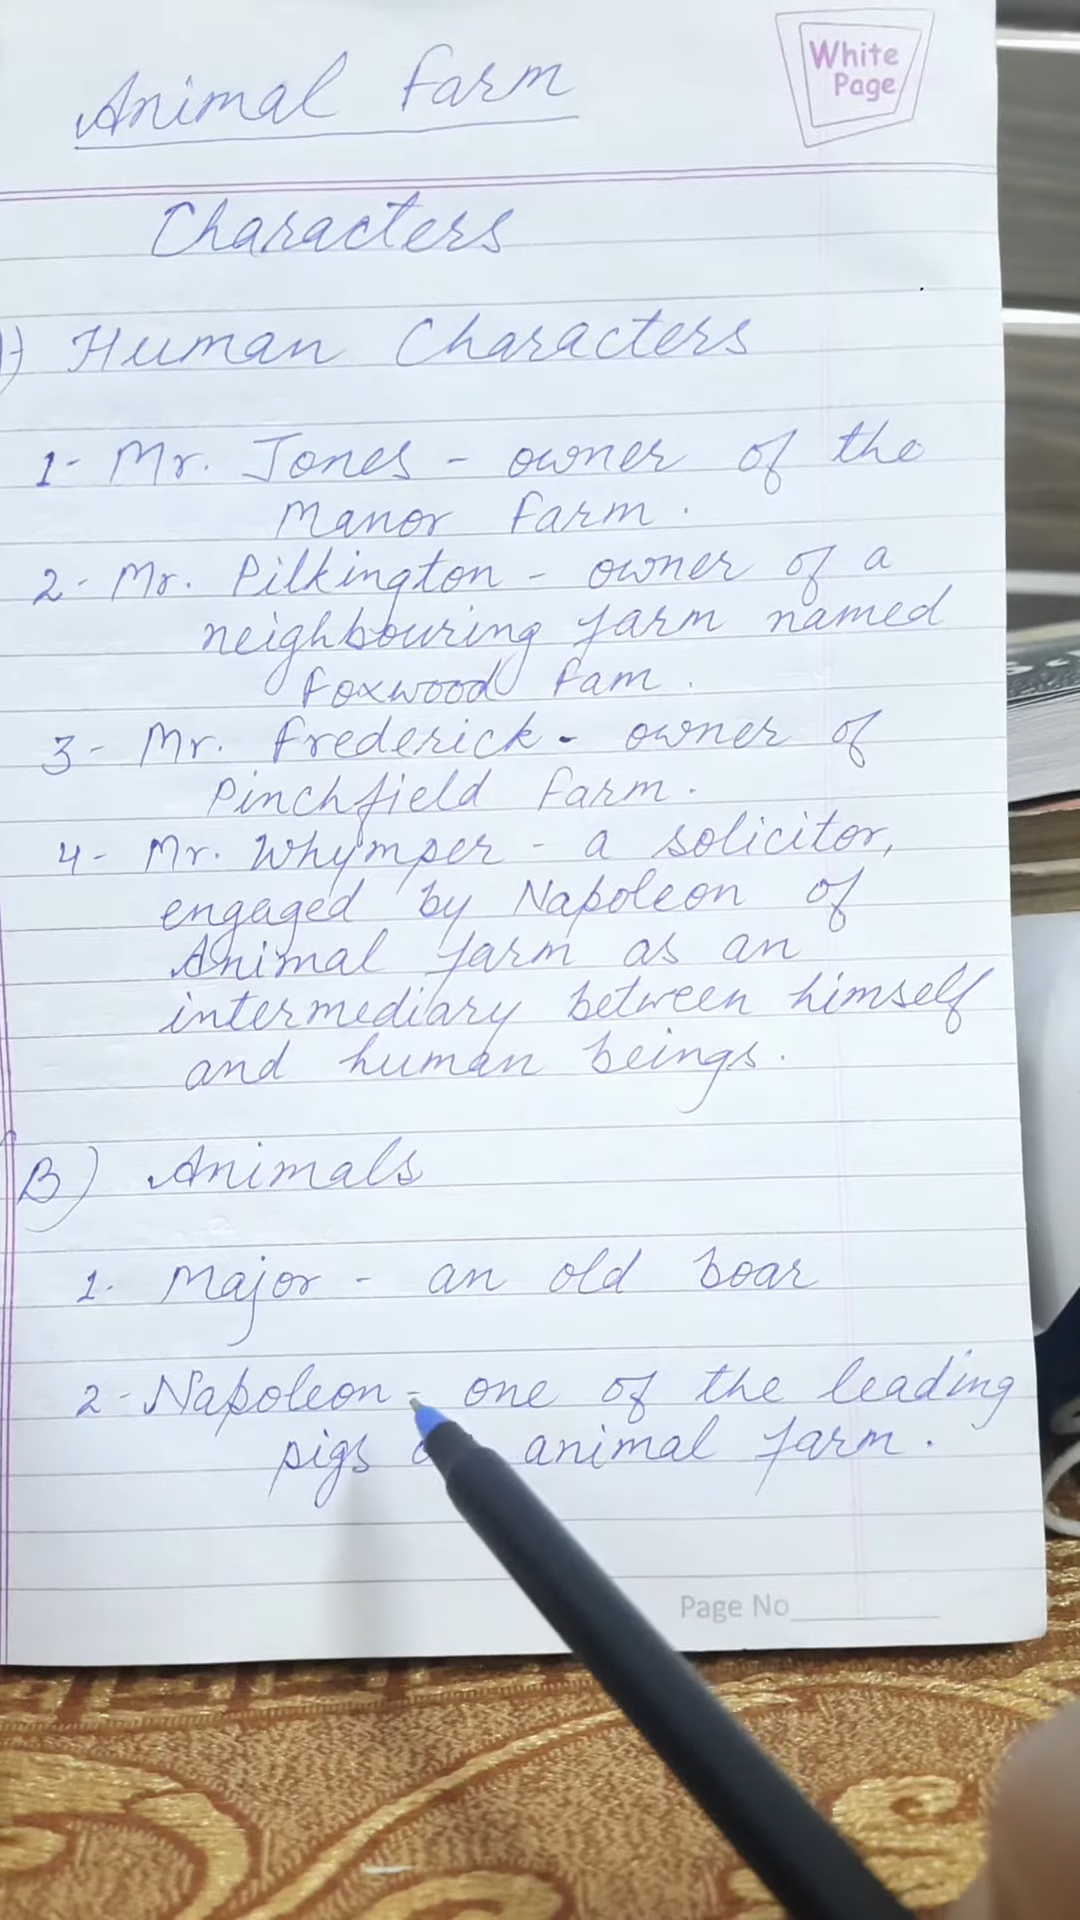 White
Page
Animal Farm
Characters
Human Characters
1- Mr. Jones - owner of the
Manor Farm.
2- Mr. Pilkington - owner of a
neighbouring farm named
Foxwood Fam.
3- Mr. Frederick - owner of
Pinchfield Farm.
4- Mr. Whymper - a solicitor,
engaged by Napoleon of
Animal farm as an
intermediary between himself
and human beings.
B) Animals
1. Major - an old boar
2- Napoleon - one of the leading
pigs animal farm.
Page No